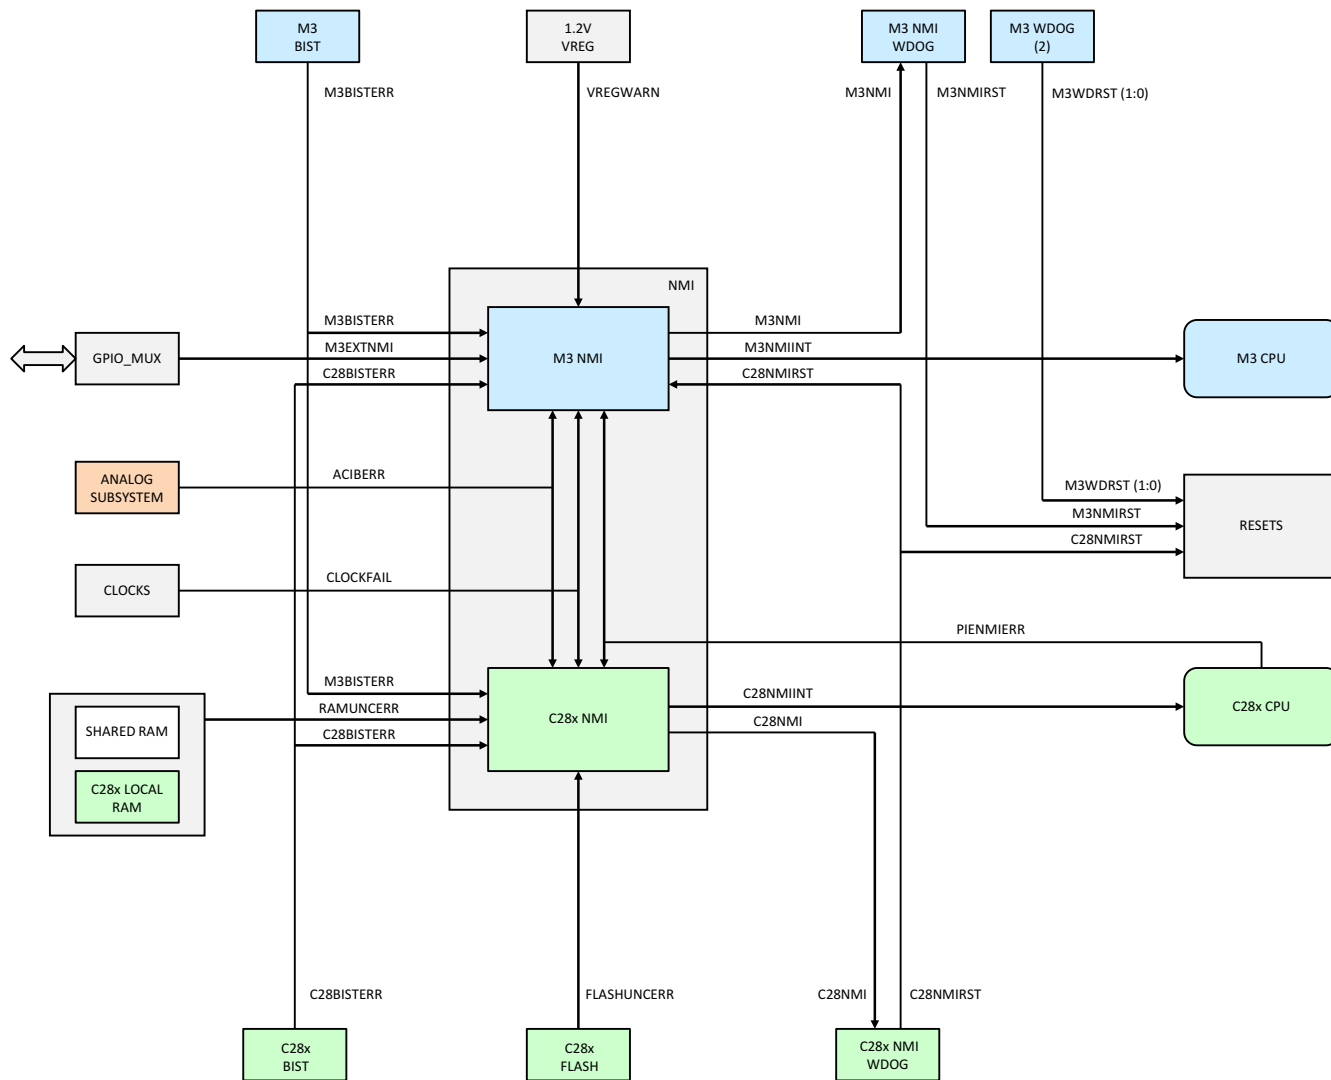 M3
BIST
1.2V
VREG
M3 NMI
WDOG
M3 WDOG
(2)
M3BISTERR
VREGWARN
M3NMI
M3NMIRST
M3WDRST (1:0)
NMI
M3BISTERR
M3NMI
GPIO_MUX
M3EXTNMI
M3 NMI
M3NMIINT
M3 CPU
C28BISTERR
C28NMIRST
ANALOG
SUBSYSTEM
ACIBERR
M3WDRST (1:0)
M3NMIRST
C28NMIRST
RESETS
CLOCKS
CLOCKFAIL
PIENMIERR
M3BISTERR
RAMUNCERR
C28BISTERR
C28x NMI
C28NMIINT
C28NMI
C28x CPU
SHARED RAM
C28x LOCAL
RAM
C28BISTERR
FLASHUNCERR
C28NMI
C28NMIRST
C28x
BIST
C28x
FLASH
C28x NMI
WDOG